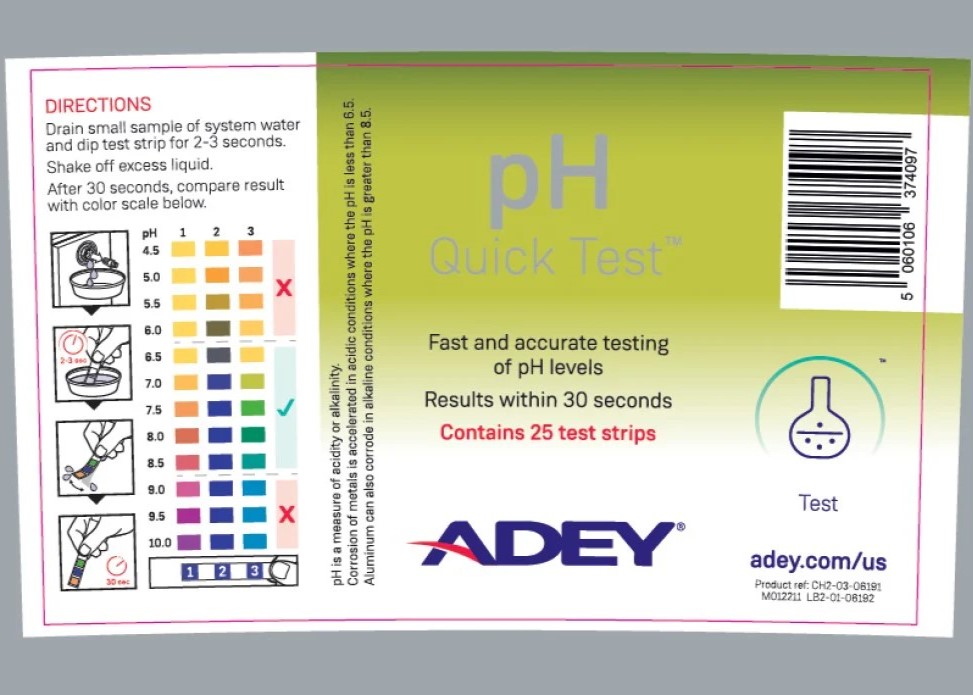 DIRECTIONS
Drain small sample of system water
and dip test strip for 2-3 seconds.
Shake off excess liquid.
After 30 seconds, compare result
with color scale below.
pH 1 2 3
4.5
5.0
5.5
6.0
6.5
7.0
7.5
8.0
8.5
9.0
9.5
10.0
X
✓
X
2-3 sec
30 sec
1 2 3
pH is a measure of acidity or alkalinity.
Corrosion of metals is accelerated in acidic conditions where the pH is less than 6.5.
Aluminum can also corrode in alkaline conditions where the pH is greater than 8.5.
pH
Quick Test™
Fast and accurate testing
of pH levels
Results within 30 seconds
Contains 25 test strips
ADEY®
5 060106 374097
™
Test
adey.com/us
Product ref: CH2-03-06191
M012211 LB2-01-06192